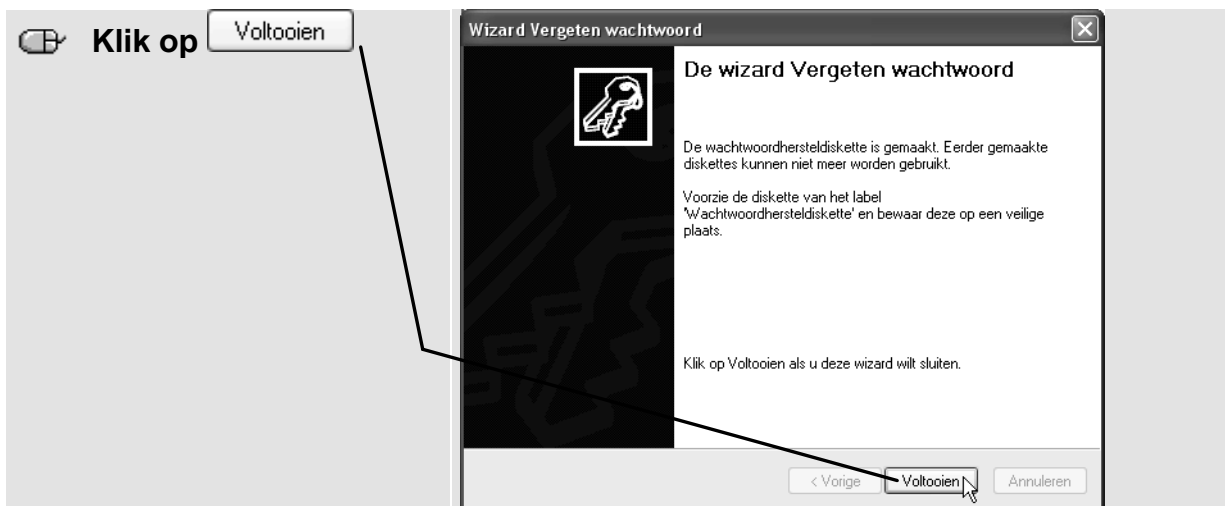 Klik op Voltooien
Wizard Vergeten wachtwoord
De wizard Vergeten wachtwoord
De wachtwoordhersteldiskette is gemaakt. Eerder gemaakte
diskettes kunnen niet meer worden gebruikt.
Voorzie de diskette van het label
'Wachtwoordhersteldiskette' en bewaar deze op een veilige
plaats.
Klik op Voltooien als u deze wizard wilt sluiten.
< Vorige Voltooien Annuleren